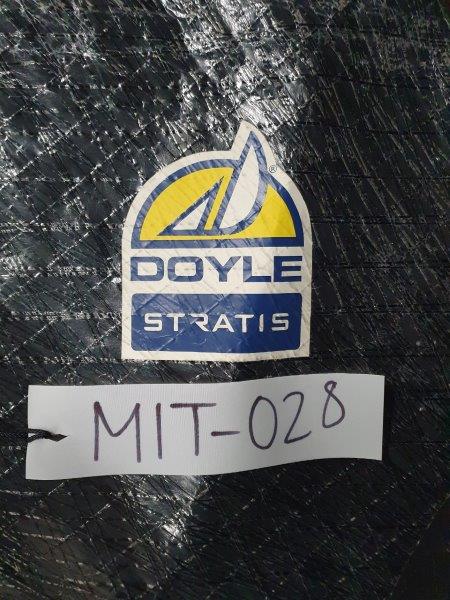 ®
DOYLE
STRATIS
MIT-028